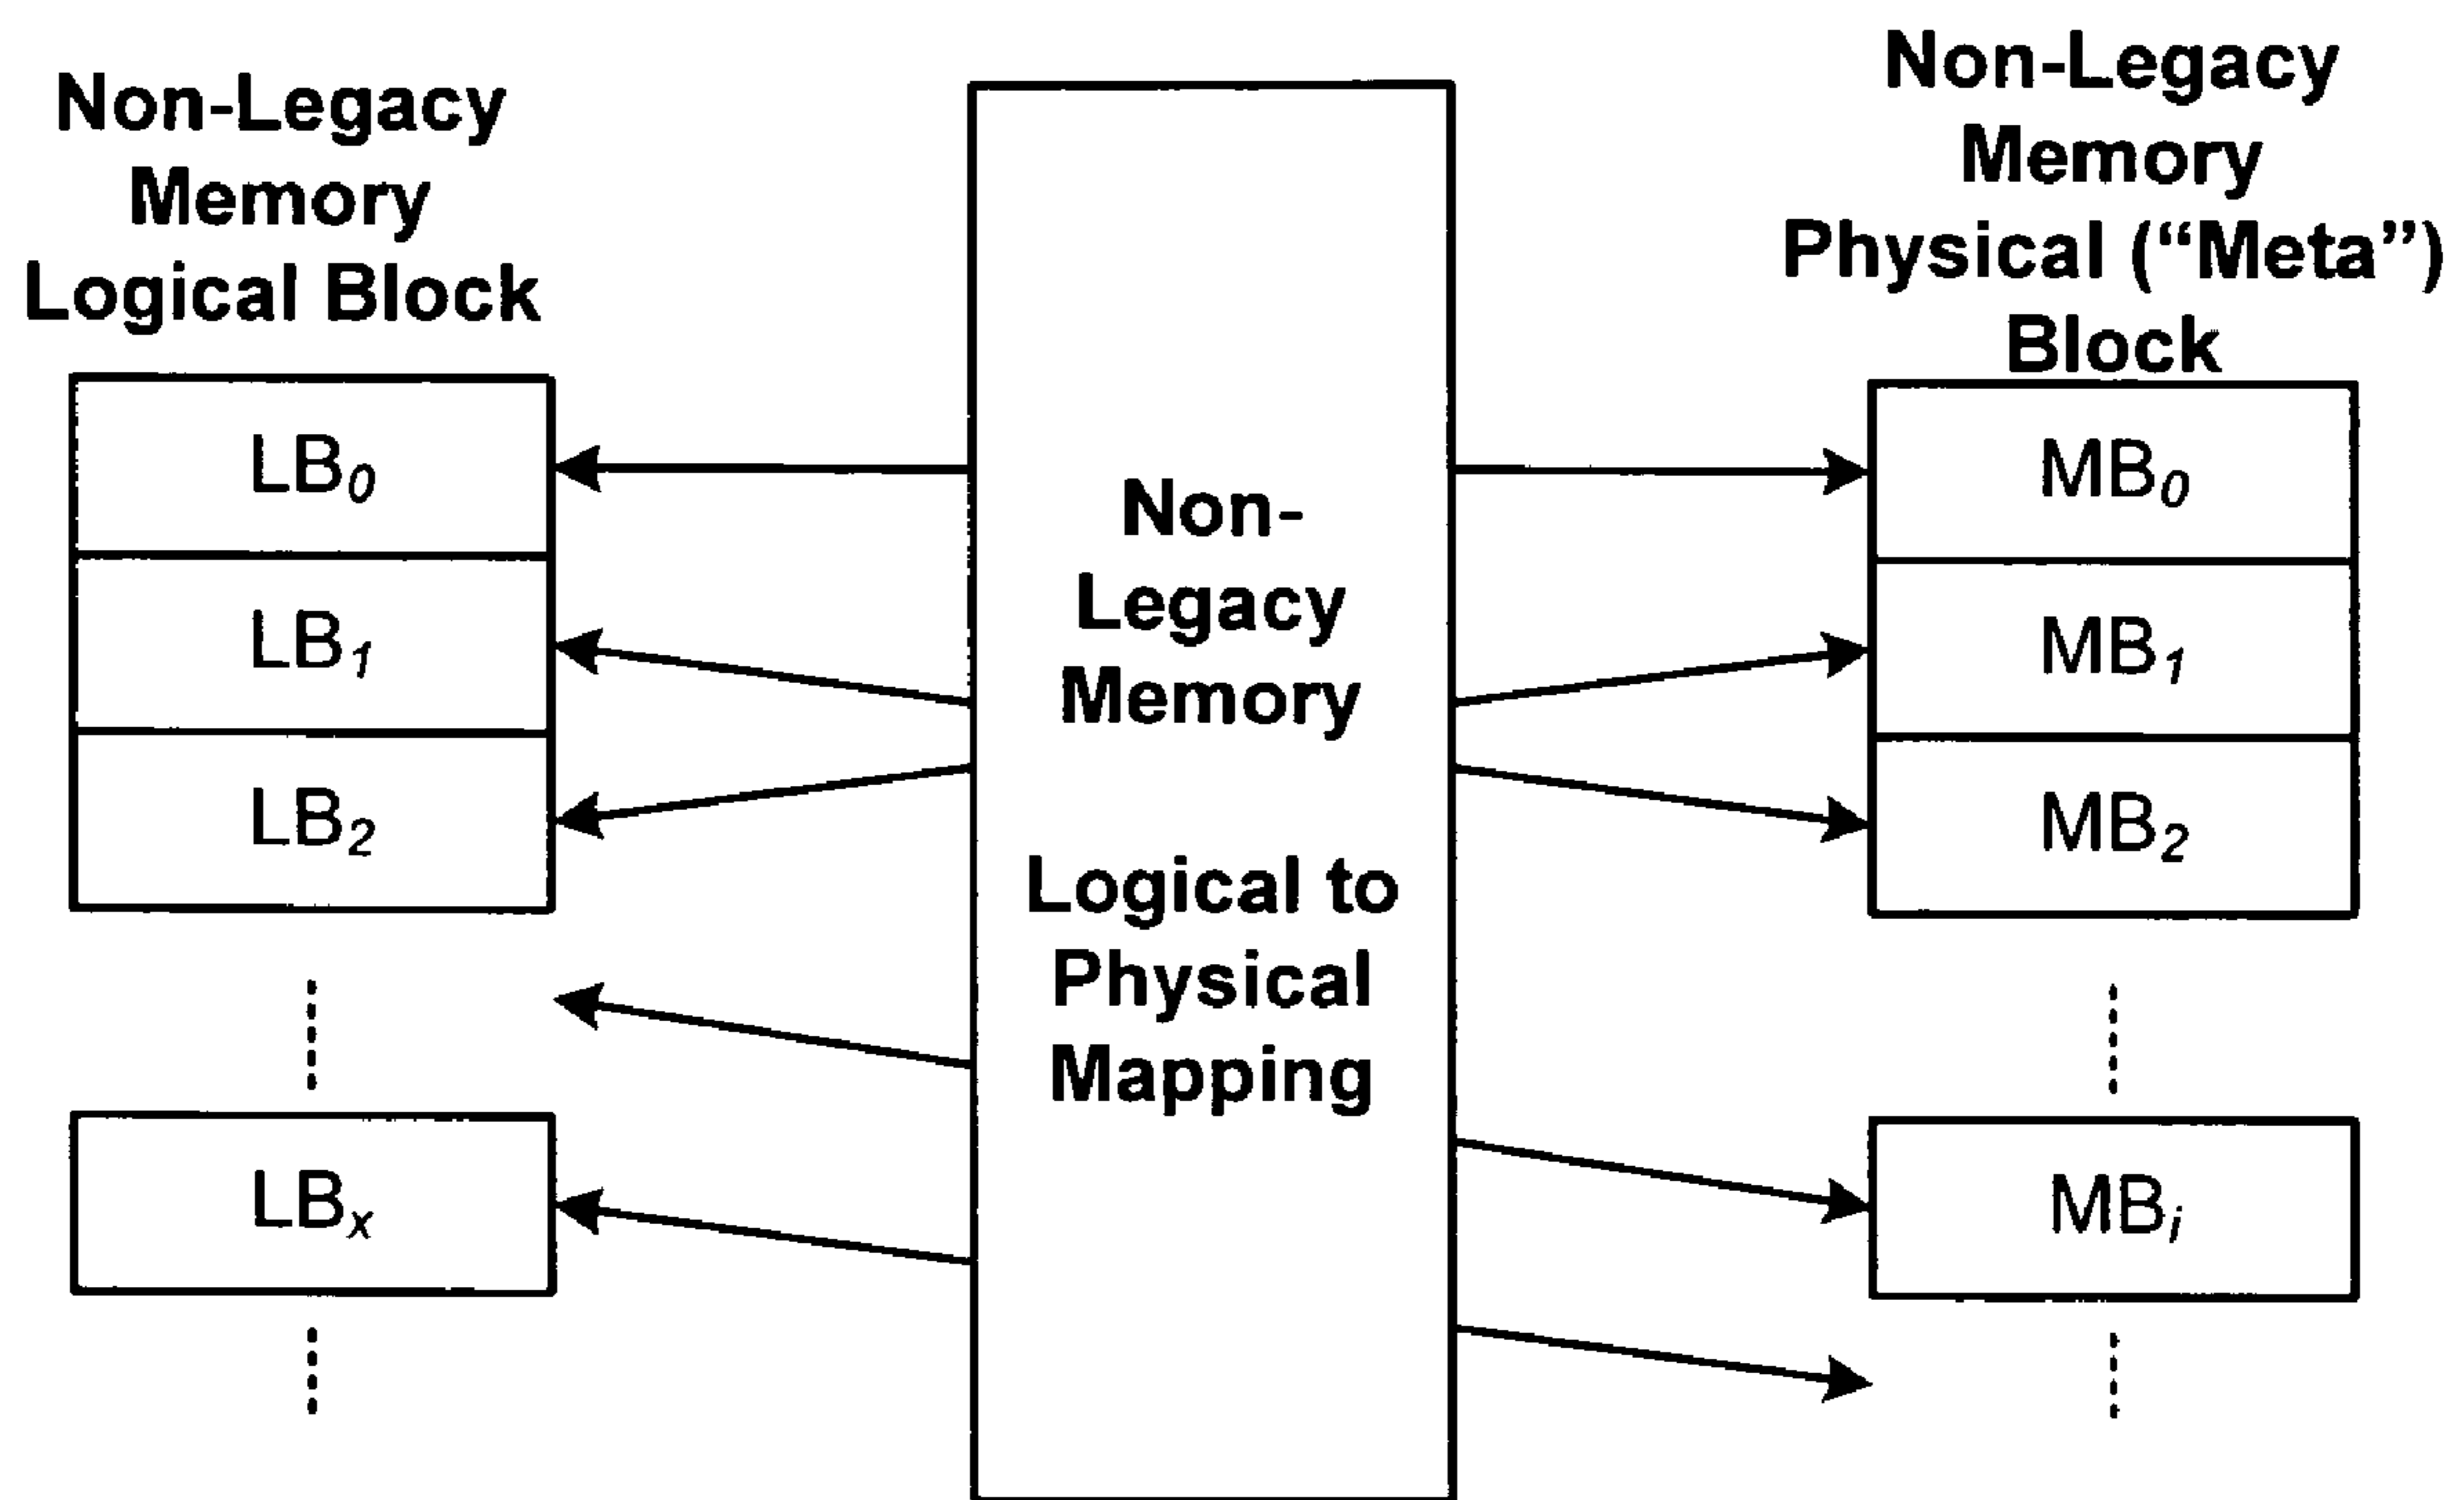 Non-Legacy
Memory
Logical Block
LB0
LB1
LB2
LBx
Non-
Legacy
Memory
Logical to
Physical
Mapping
Non-Legacy
Memory
Physical (“Meta”)
Block
MB0
MB1
MB2
MBi